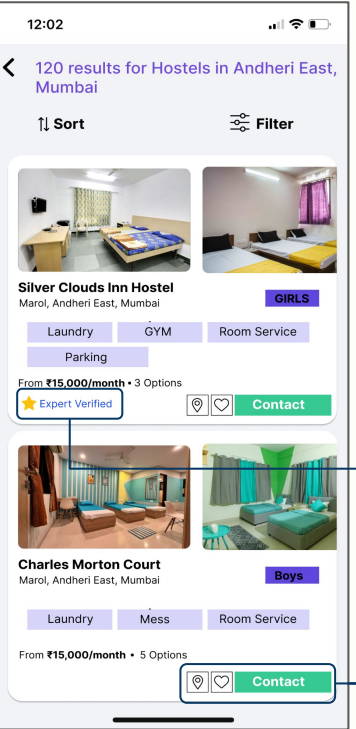 12:02
120 results for Hostels in Andheri East,
Mumbai
Sort Filter
Silver Clouds Inn Hostel
Marol, Andheri East, Mumbai
GIRLS
Laundry GYM Room Service
Parking
From ₹15,000/month • 3 Options
Expert Verified Contact
Charles Morton Court
Marol, Andheri East, Mumbai
Boys
Laundry Mess Room Service
From ₹15,000/month • 5 Options
Contact